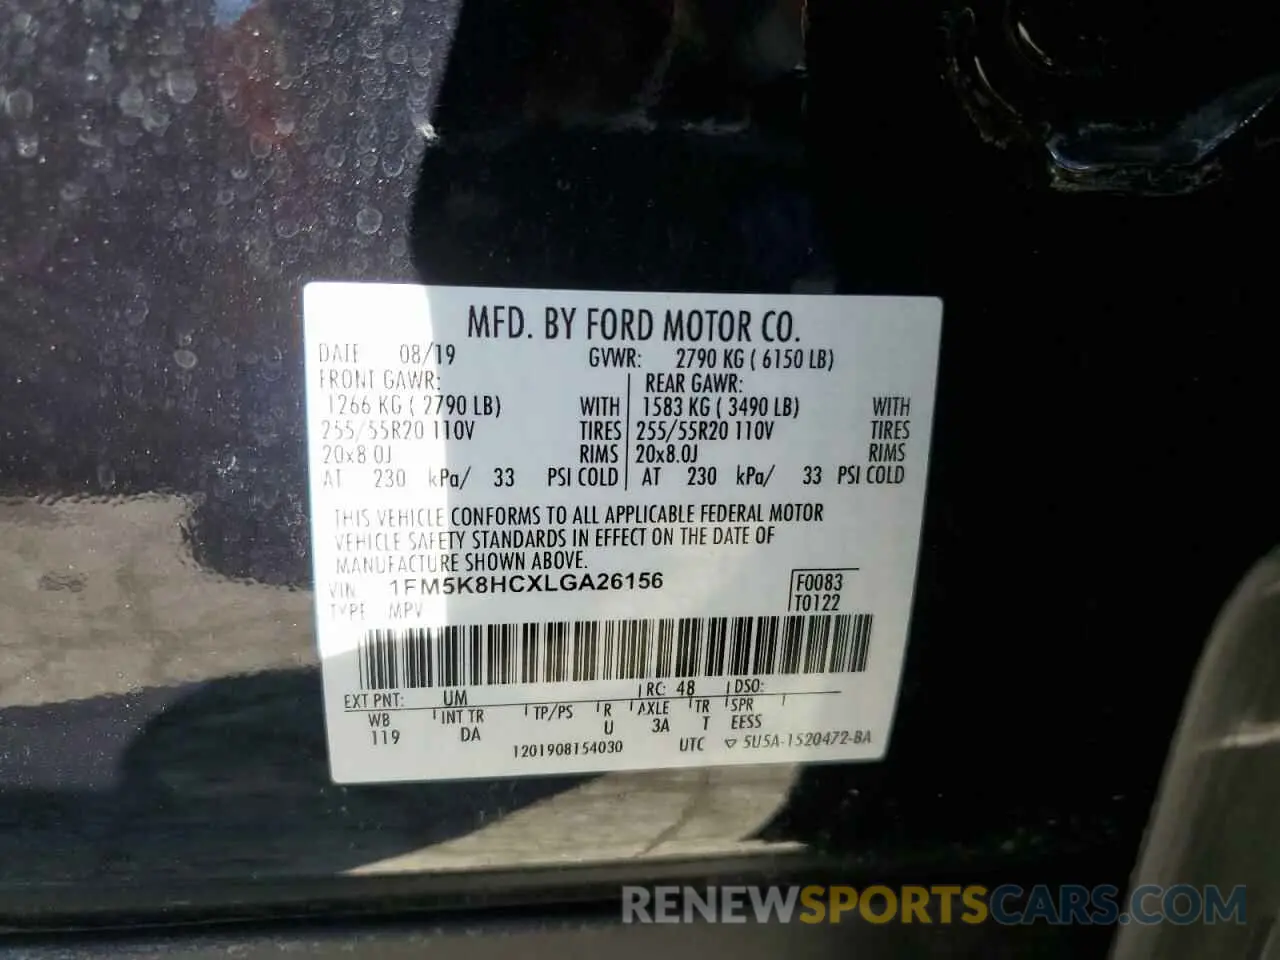 MFD. BY FORD MOTOR CO.
DATE 08/19 GVWR: 2790 KG ( 6150 LB)
FRONT GAWR: REAR GAWR:
1266 KG ( 2790 LB) WITH 1583 KG ( 3490 LB) WITH
255/55R20 110V TIRES 255/55R20 110V TIRES
20x8.0J RIMS 20x8.0J RIMS
AT 230 kPa/ 33 PSI COLD AT 230 kPa/ 33 PSI COLD
THIS VEHICLE CONFORMS TO ALL APPLICABLE FEDERAL MOTOR
VEHICLE SAFETY STANDARDS IN EFFECT ON THE DATE OF
MANUFACTURE SHOWN ABOVE.
VIN 1FM5K8HCXLGA26156 F0083
TYPE MPV T0122
EXT PNT: UM RC: 48 DSO:
WB INT TR TP/PS R AXLE TR SPR
119 DA U 3A T EESS
1201908154030 UTC ▽ 5U5A-1520472-BA
RENEWSPORTSCARS.COM